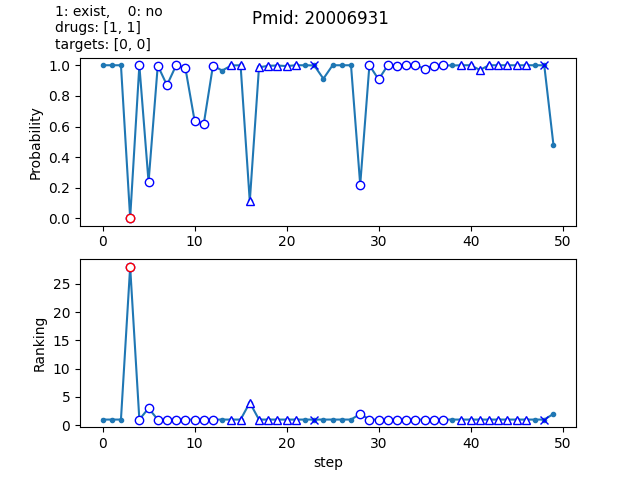 1: exist,    0: no
drugs: [1, 1]
targets: [0, 0]
Pmid: 20006931
Probability
1.0
0.8
0.6
0.4
0.2
0.0
0 10 20 30 40 50
Ranking
25
20
15
10
5
0
0 10 20 30 40 50
step